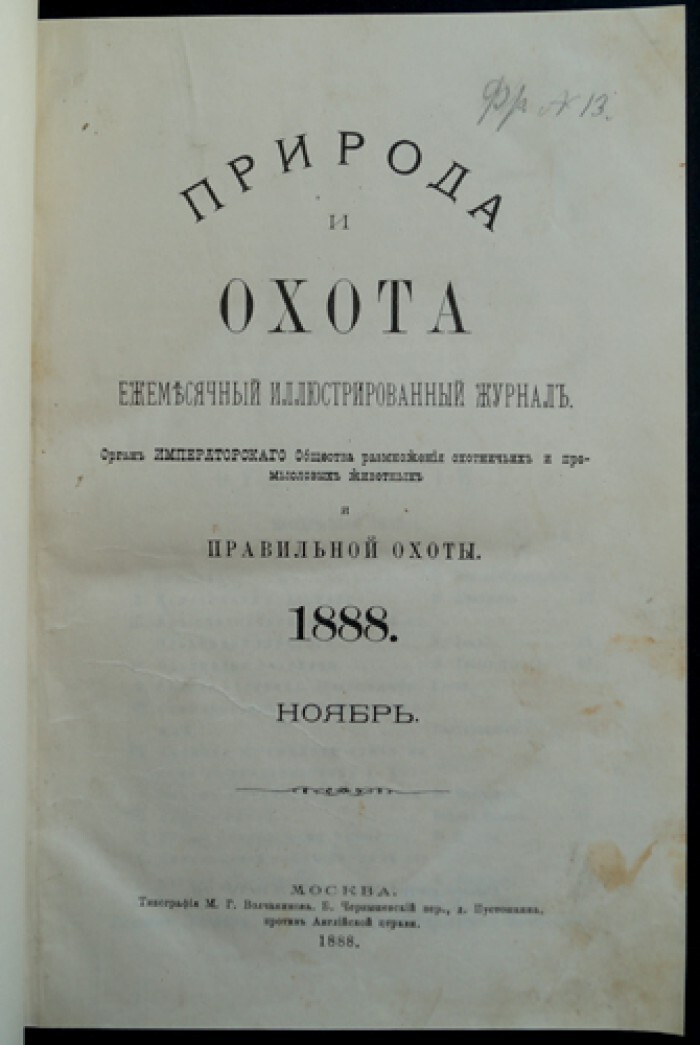 Фр № 13.
ПРИРОДА
И
ОХОТА
ЕЖЕМѢСЯЧНЫЙ ИЛЛЮСТРИРОВАННЫЙ ЖУРНАЛЪ.
Органъ ИМПЕРАТОРСКАГО Общества размноженія охотничьихъ и про-
мысловыхъ животныхъ
и
ПРАВИЛЬНОЙ ОХОТЫ.
1888.
НОЯБРЬ.
МОСКВА.
Типографія М. Г. Волчанинова, Б. Чернышевскій пер., д. Пустошкина,
противъ Англійской церкви.
1888.